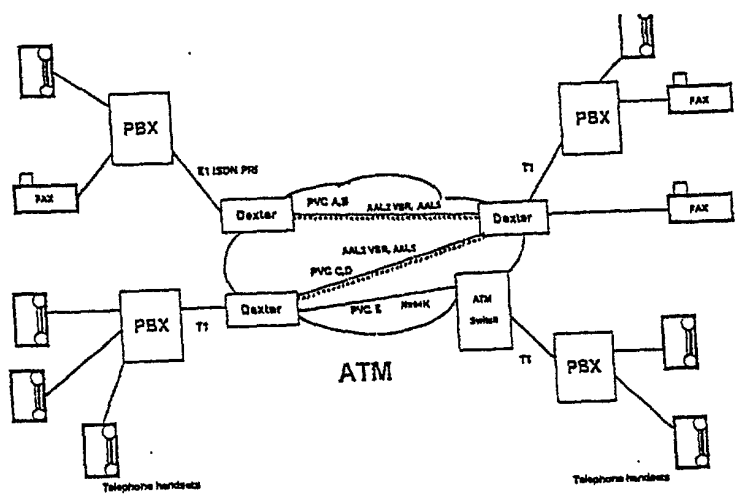 PBX
PBX
FAX
E1 ISDN PRI
T1
FAX
Dexter
PVC A,B
AAL2 VBR, AAL5
Dexter
FAX
AAL2 VBR, AAL5
PVC C,D
Dexter
PVC E
Nx64K
ATM
Switch
PBX
T1
T1
PBX
ATM
Telephone handsets
Telephone handsets